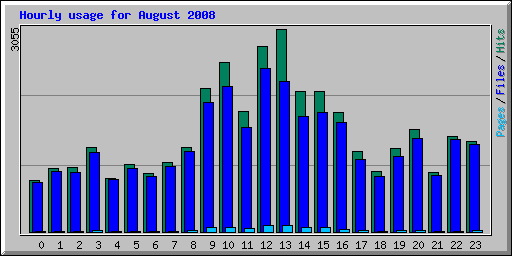 Hourly usage for August 2008
3055
Pages/Files/Hits
0 1 2 3 4 5 6 7 8 9 10 11 12 13 14 15 16 17 18 19 20 21 22 23